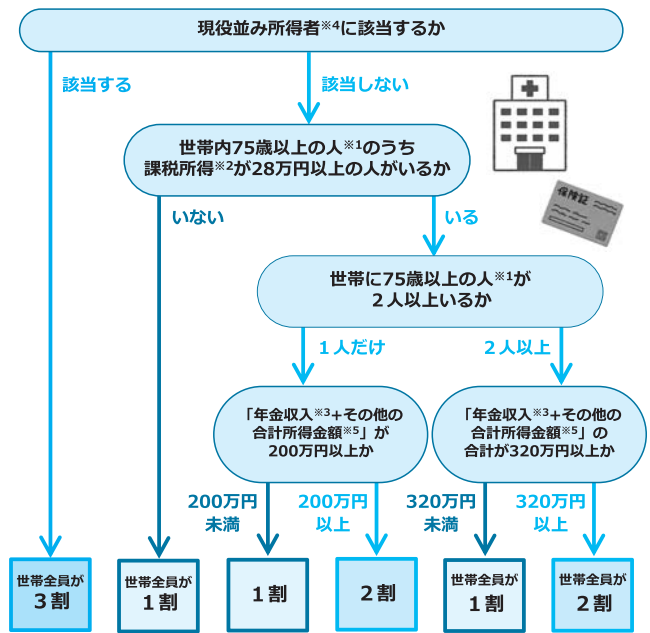 現役並み所得者※4に該当するか
該当する
該当しない
世帯内75歳以上の人※1のうち
課税所得※2が28万円以上の人がいるか
保険証
いない
いる
世帯に75歳以上の人※1が
２人以上いるか
１人だけ
２人以上
「年金収入※3+その他の
合計所得金額※5」が
200万円以上か
「年金収入※3+その他の
合計所得金額※5」の
合計が320万円以上か
200万円
未満
200万円
以上
320万円
未満
320万円
以上
世帯全員が
３割
世帯全員が
１割
１割
２割
世帯全員が
１割
世帯全員が
２割